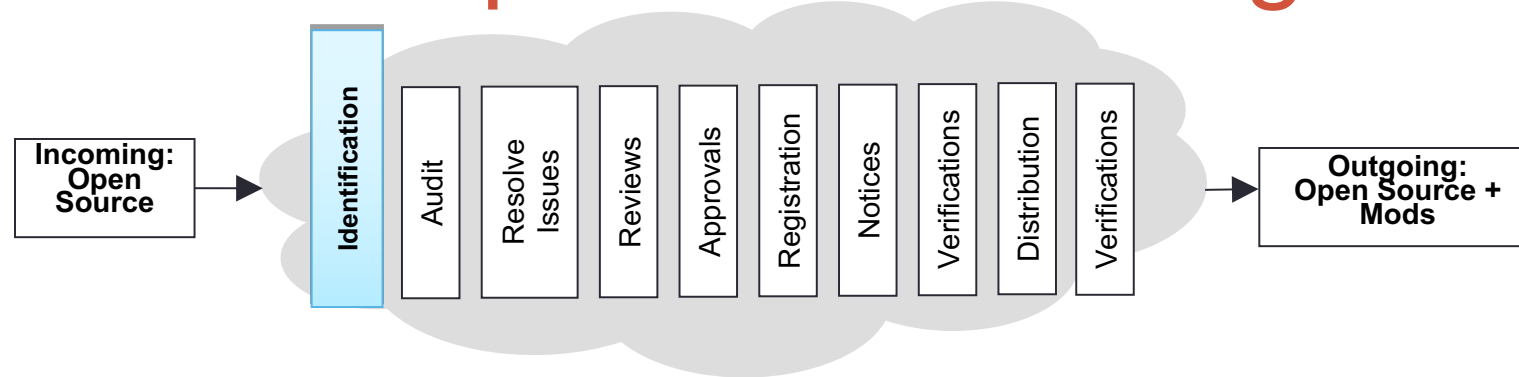 Incoming:
Open
Source
Identification
Audit
Resolve
Issues
Reviews
Approvals
Registration
Notices
Verifications
Distribution
Verifications
Outgoing:
Open Source +
Mods